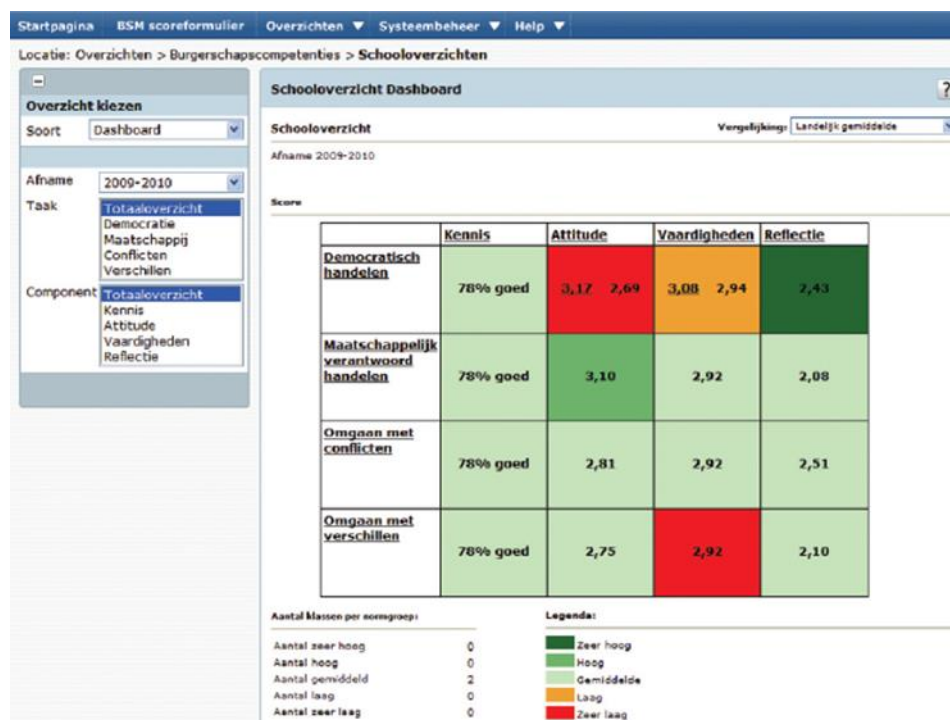 Startpagina BSM scoreformulier Overzichten ▼ Systeembeheer ▼ Help ▼
Locatie: Overzichten > Burgerschapscompetenties > Schooloverzichten
Overzicht kiezen
Soort Dashboard
Afname 2009-2010
Taak Totaaloverzicht
Democratie
Maatschappij
Conflicten
Verschillen
Component Totaaloverzicht
Kennis
Attitude
Vaardigheden
Reflectie
Schooloverzicht Dashboard ?
Schooloverzicht Vergelijking: Landelijk gemiddelde
Afname 2009-2010
Score
Kennis Attitude Vaardigheden Reflectie
Democratisch
handelen
78% goed 3,17 2,69 3,08 2,94 2,43
Maatschappelijk
verantwoord
handelen
78% goed 3,10 2,92 2,08
Omgaan met
conflicten
78% goed 2,81 2,92 2,51
Omgaan met
verschillen
78% goed 2,75 2,92 2,10
Aantal klassen per normgroep:
Aantal zeer hoog 0
Aantal hoog 0
Aantal gemiddeld 2
Aantal laag 0
Aantal zeer laag 0
Legenda:
Zeer hoog
Hoog
Gemiddelde
Laag
Zeer laag